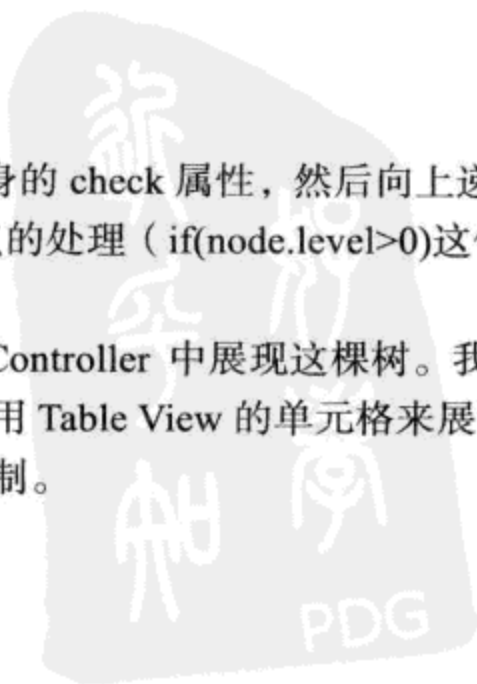 身的 check 属性，然后向上递
的处理（if(node.level>0)这
Controller 中展现这棵树。我
用 Table View 的单元格来展
制。
PDG